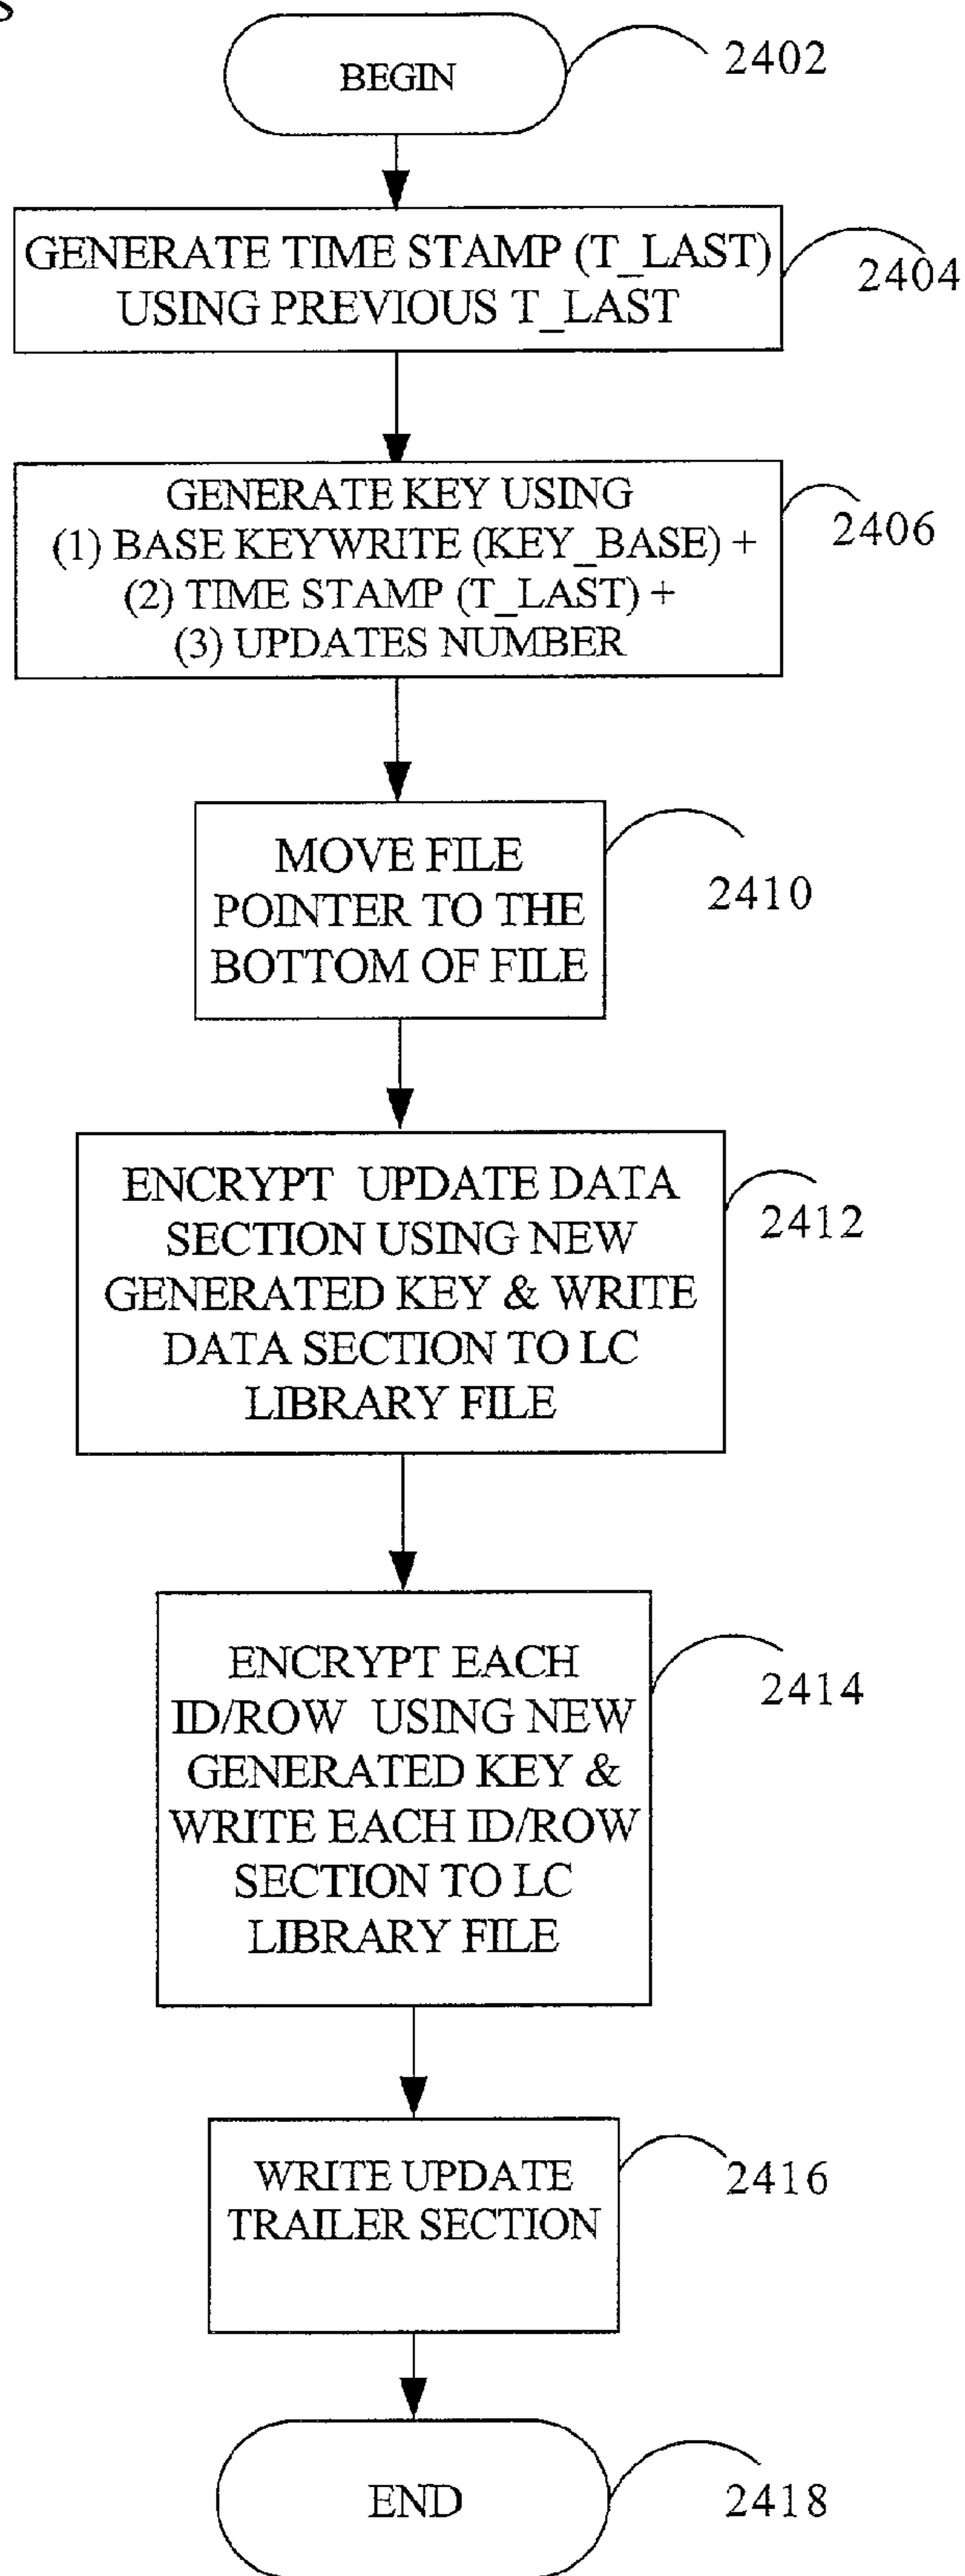 BEGIN
2402
GENERATE TIME STAMP (T_LAST)
USING PREVIOUS T_LAST
2404
GENERATE KEY USING
(1) BASE KEYWRITE (KEY_BASE) +
(2) TIME STAMP (T_LAST) +
(3) UPDATES NUMBER
2406
MOVE FILE
POINTER TO THE
BOTTOM OF FILE
2410
ENCRYPT UPDATE DATA
SECTION USING NEW
GENERATED KEY & WRITE
DATA SECTION TO LC
LIBRARY FILE
2412
ENCRYPT EACH
ID/ROW USING NEW
GENERATED KEY &
WRITE EACH ID/ROW
SECTION TO LC
LIBRARY FILE
2414
WRITE UPDATE
TRAILER SECTION
2416
END
2418